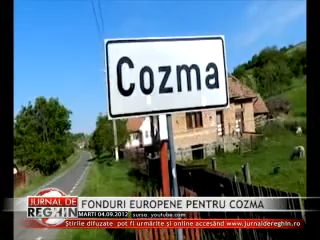 Cozma
JURNAL DE
REGHIN
FONDURI EUROPENE PENTRU COZMA
MARTI 04.09.2012 sursa: youtube.com
Știrile difuzate pot fi urmărite și online accesând www.jurnaldereghin.ro